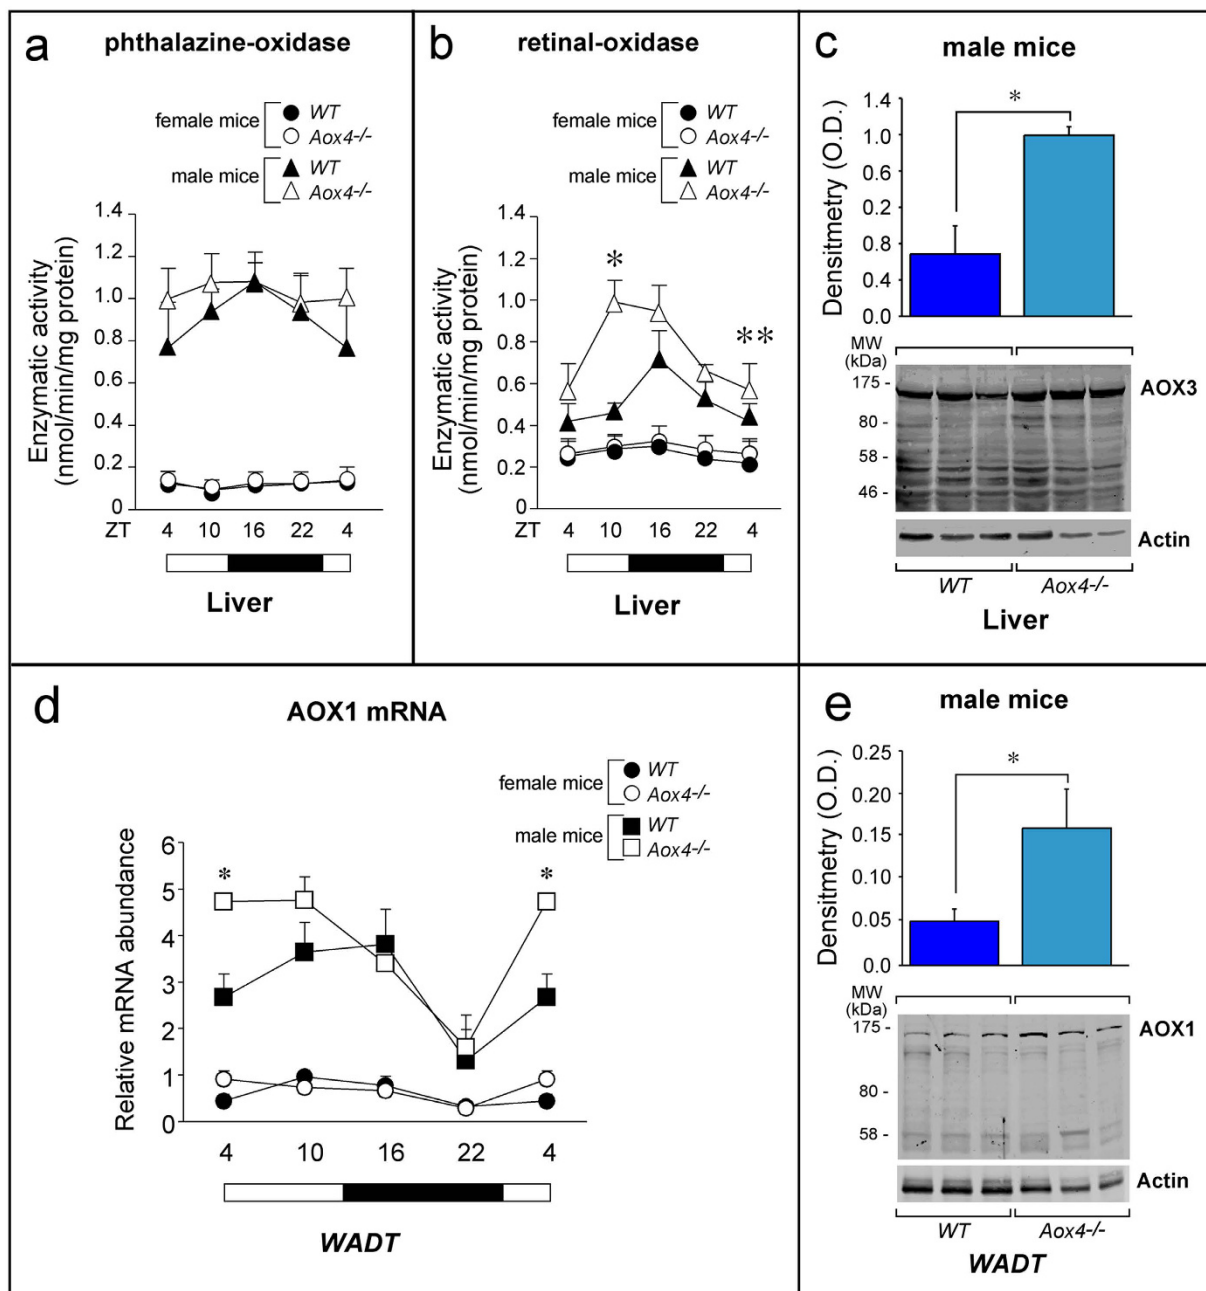 a
phthalazine-oxidase
female mice
WT
Aox4-/-
male mice
WT
Aox4-/-
Enzymatic activity
(nmol/min/mg protein)
1.4
1.2
1.0
0.8
0.6
0.4
0.2
0
ZT 4 10 16 22 4
Liver
b
retinal-oxidase
female mice
WT
Aox4-/-
male mice
WT
Aox4-/-
Enzymatic activity
(nmol/min/mg protein)
1.4
1.2
1.0
0.8
0.6
0.4
0.2
0
*
**
ZT 4 10 16 22 4
Liver
c
male mice
Densitmetry (O.D.)
1.4
1.0
0.2
0.8
0.4
0.0
*
MW
(kDa)
175 -
80 -
58 -
46 -
AOX3
Actin
WT Aox4-/-
Liver
d
AOX1 mRNA
female mice
WT
Aox4-/-
male mice
WT
Aox4-/-
Relative mRNA abundance
6
5
4
3
2
1
0
* *
4 10 16 22 4
WADT
e
male mice
Densitmetry (O.D.)
0.25
0.20
0.15
0.05
0.0
*
MW
(kDa)
175 -
80 -
58 -
AOX1
Actin
WT Aox4-/-
WADT